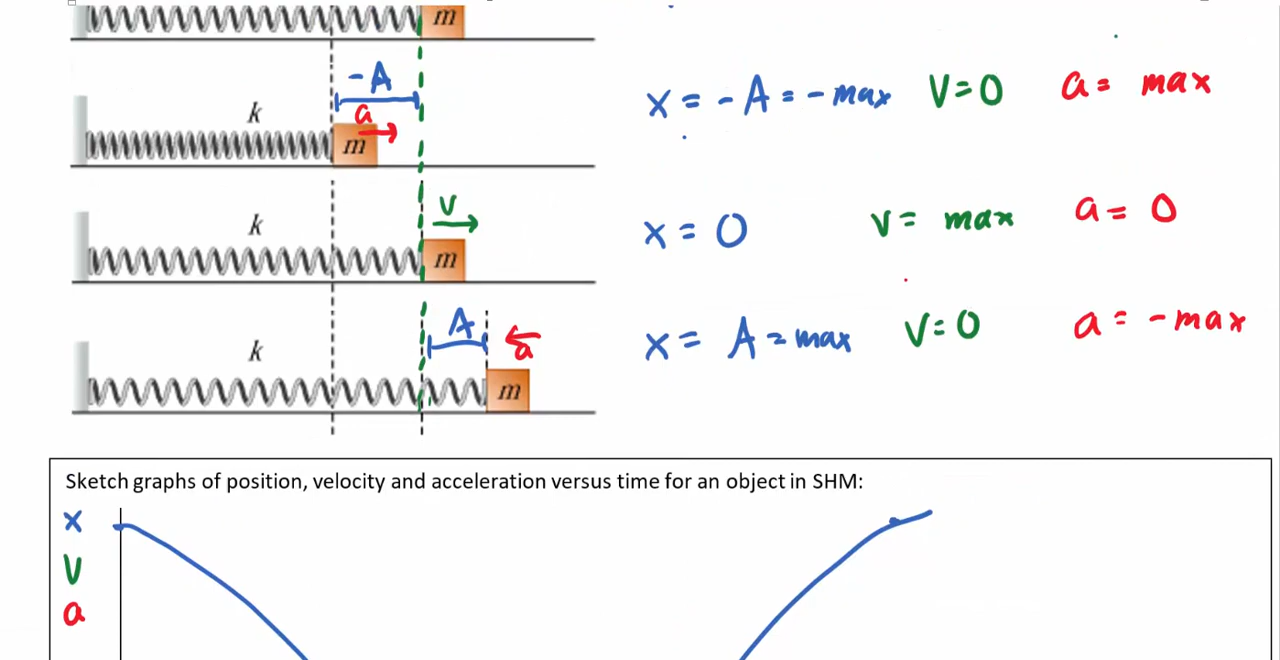 m
-A
x = -A = -max V=0 a= max
k
a
m
V
x = 0 v= max a= 0
k
m
A
a
x = A = max V=0 a = -max
k
m
Sketch graphs of position, velocity and acceleration versus time for an object in SHM:
x
V
a